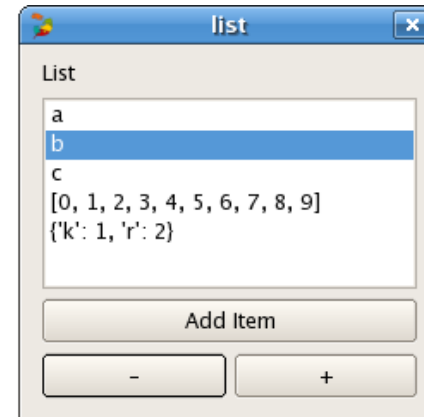 list
List
a
b
c
[0, 1, 2, 3, 4, 5, 6, 7, 8, 9]
{'k': 1, 'r': 2}
Add Item
- +